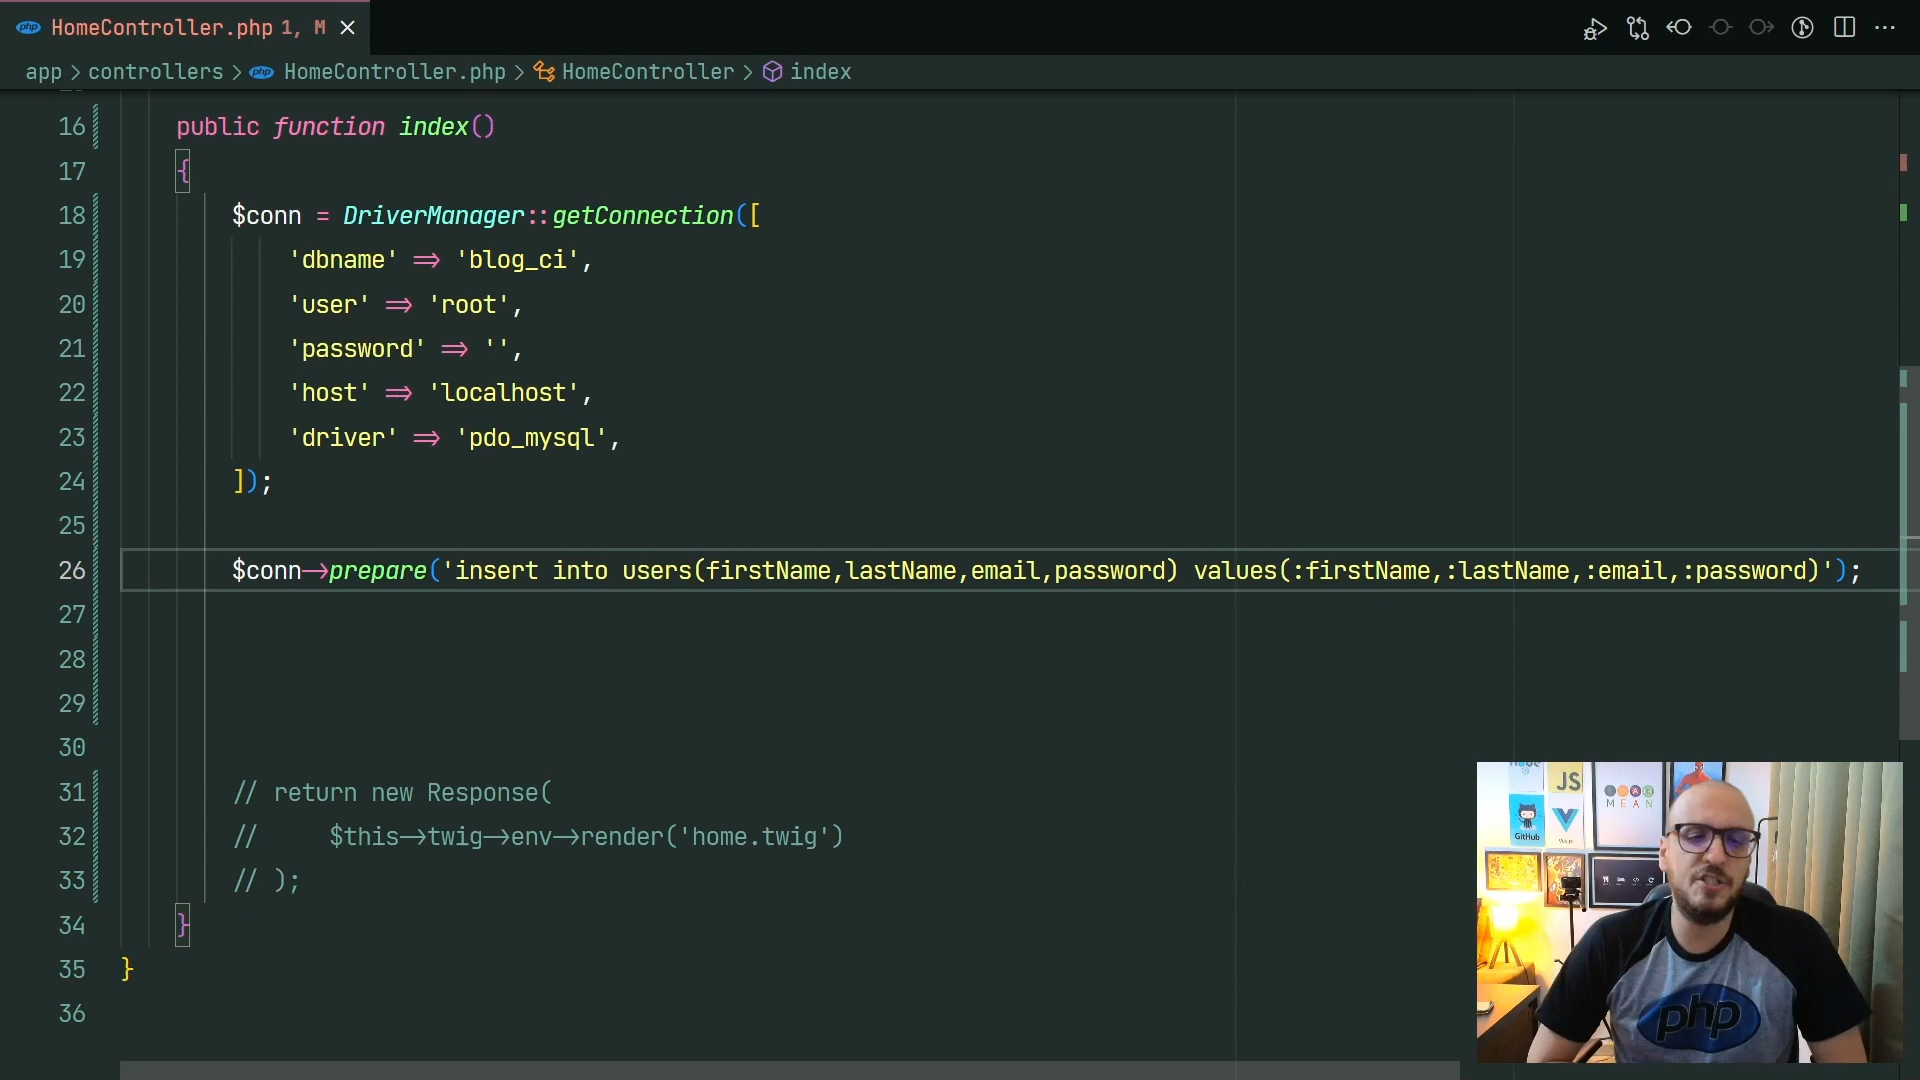 HomeController.php 1, M
app > controllers > HomeController.php > HomeController > index
16 public function index()
17 {
18 $conn = DriverManager::getConnection([
19 'dbname' => 'blog_ci',
20 'user' => 'root',
21 'password' => '',
22 'host' => 'localhost',
23 'driver' => 'pdo_mysql',
24 ]);
25
26 $conn->prepare('insert into users(firstName,lastName,email,password) values(:firstName,:lastName,:email,:password)');
27
28
29
30
31 // return new Response(
32 // $this->twig->env->render('home.twig')
33 // );
34 }
35 }
36
JS
MEAN
GitHub
php